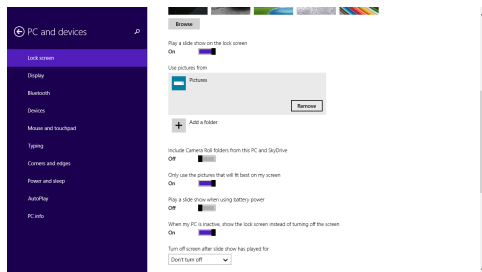 PC and devices
Lock screen
Display
Bluetooth
Devices
Mouse and touchpad
Typing
Corners and edges
Power and sleep
AutoPlay
PC info
Browse
Play a slide show on the lock screen
On
Use pictures from
Pictures
Remove
Add a folder
Include Camera Roll folders from this PC and SkyDrive
Off
Only use the pictures that will fit best on my screen
On
Play a slide show when using battery power
Off
When my PC is inactive, show the lock screen instead of turning off the screen
On
Turn off screen after slide show has played for
Don't turn off